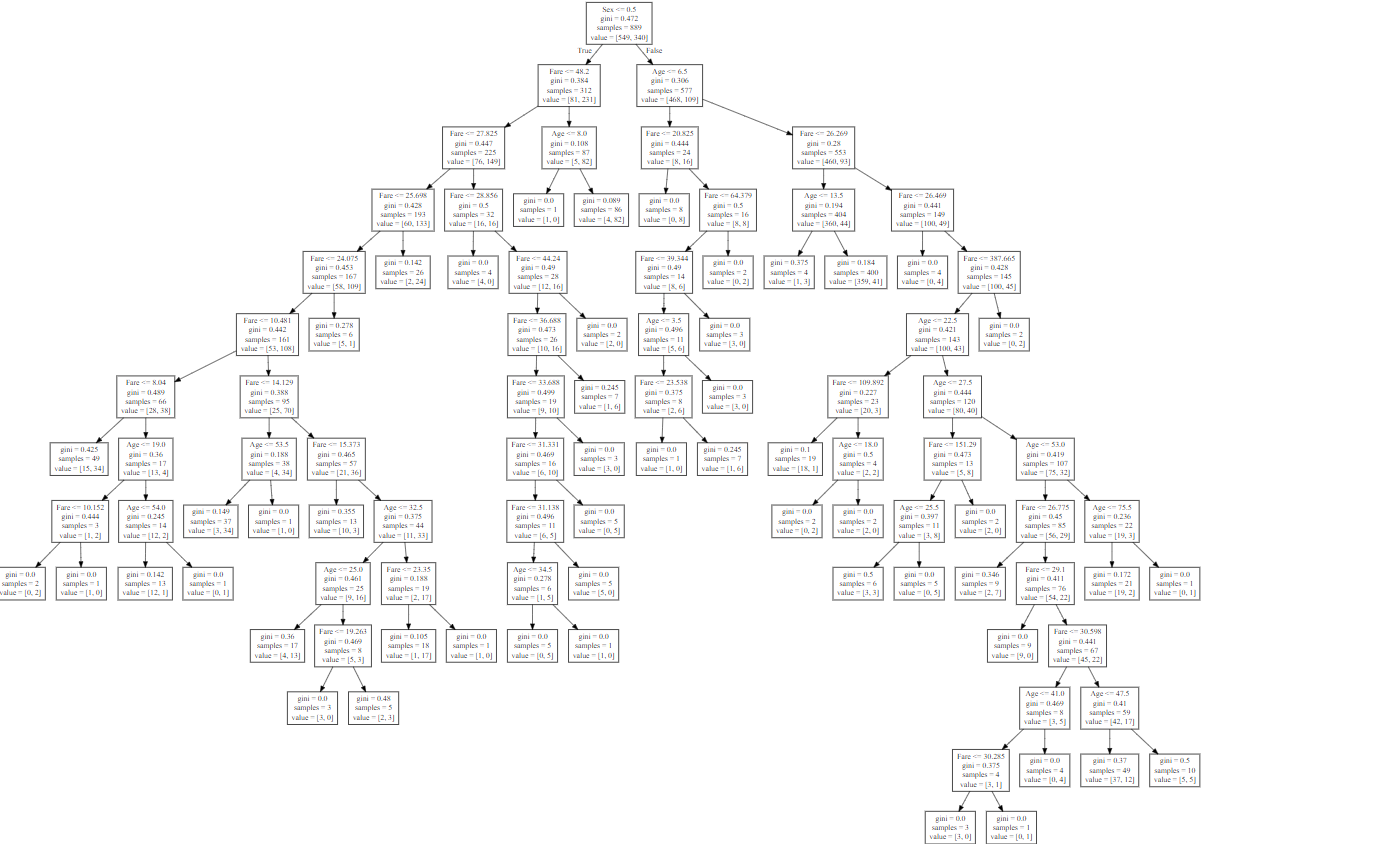 Sex <= 0.5
gini = 0.472
samples = 889
value = [549, 340]
True
False
Fare <= 48.2
gini = 0.384
samples = 312
value = [81, 231]
Age <= 6.5
gini = 0.306
samples = 577
value = [468, 109]
Fare <= 27.825
gini = 0.447
samples = 225
value = [76, 149]
Age <= 8.0
gini = 0.108
samples = 87
value = [5, 82]
Fare <= 20.825
gini = 0.444
samples = 24
value = [8, 16]
Fare <= 26.269
gini = 0.28
samples = 553
value = [460, 93]
Fare <= 25.698
gini = 0.428
samples = 193
value = [60, 133]
Fare <= 28.856
gini = 0.5
samples = 32
value = [16, 16]
gini = 0.0
samples = 1
value = [1, 0]
gini = 0.089
samples = 86
value = [4, 82]
gini = 0.0
samples = 8
value = [0, 8]
Fare <= 64.379
gini = 0.5
samples = 16
value = [8, 8]
Age <= 13.5
gini = 0.194
samples = 404
value = [360, 44]
Fare <= 26.469
gini = 0.441
samples = 149
value = [100, 49]
Fare <= 24.075
gini = 0.453
samples = 167
value = [58, 109]
gini = 0.142
samples = 26
value = [2, 24]
gini = 0.0
samples = 4
value = [4, 0]
Fare <= 44.24
gini = 0.49
samples = 28
value = [12, 16]
Fare <= 39.344
gini = 0.49
samples = 14
value = [8, 6]
gini = 0.0
samples = 2
value = [0, 2]
gini = 0.375
samples = 4
value = [1, 3]
gini = 0.184
samples = 400
value = [359, 41]
gini = 0.0
samples = 4
value = [0, 4]
Fare <= 387.665
gini = 0.428
samples = 145
value = [100, 45]
Fare <= 10.481
gini = 0.442
samples = 161
value = [53, 108]
gini = 0.278
samples = 6
value = [5, 1]
Fare <= 36.688
gini = 0.473
samples = 26
value = [10, 16]
gini = 0.0
samples = 2
value = [2, 0]
Age <= 3.5
gini = 0.496
samples = 11
value = [5, 6]
gini = 0.0
samples = 3
value = [3, 0]
Age <= 22.5
gini = 0.421
samples = 143
value = [100, 43]
gini = 0.0
samples = 2
value = [0, 2]
Fare <= 8.04
gini = 0.489
samples = 66
value = [28, 38]
Fare <= 14.129
gini = 0.388
samples = 95
value = [25, 70]
Fare <= 33.688
gini = 0.499
samples = 19
value = [9, 10]
gini = 0.245
samples = 7
value = [1, 6]
Fare <= 23.538
gini = 0.375
samples = 8
value = [2, 6]
gini = 0.0
samples = 3
value = [3, 0]
Fare <= 109.892
gini = 0.227
samples = 23
value = [20, 3]
Age <= 27.5
gini = 0.444
samples = 120
value = [80, 40]
gini = 0.425
samples = 49
value = [15, 34]
Age <= 19.0
gini = 0.36
samples = 17
value = [13, 4]
Age <= 53.5
gini = 0.188
samples = 38
value = [4, 34]
Fare <= 15.373
gini = 0.465
samples = 57
value = [21, 36]
Fare <= 31.331
gini = 0.469
samples = 16
value = [6, 10]
gini = 0.0
samples = 3
value = [3, 0]
gini = 0.0
samples = 1
value = [1, 0]
gini = 0.245
samples = 7
value = [1, 6]
gini = 0.1
samples = 19
value = [18, 1]
Age <= 18.0
gini = 0.5
samples = 4
value = [2, 2]
Fare <= 151.29
gini = 0.473
samples = 13
value = [5, 8]
Age <= 53.0
gini = 0.419
samples = 107
value = [75, 32]
Fare <= 10.152
gini = 0.444
samples = 3
value = [1, 2]
Age <= 54.0
gini = 0.245
samples = 14
value = [12, 2]
gini = 0.149
samples = 37
value = [3, 34]
gini = 0.0
samples = 1
value = [1, 0]
gini = 0.355
samples = 13
value = [10, 3]
Age <= 32.5
gini = 0.375
samples = 44
value = [11, 33]
Fare <= 31.138
gini = 0.496
samples = 11
value = [6, 5]
gini = 0.0
samples = 5
value = [0, 5]
gini = 0.0
samples = 2
value = [0, 2]
gini = 0.0
samples = 2
value = [2, 0]
Age <= 25.5
gini = 0.397
samples = 11
value = [3, 8]
gini = 0.0
samples = 2
value = [2, 0]
Fare <= 26.775
gini = 0.45
samples = 85
value = [56, 29]
Age <= 75.5
gini = 0.236
samples = 22
value = [19, 3]
gini = 0.0
samples = 2
value = [0, 2]
gini = 0.0
samples = 1
value = [1, 0]
gini = 0.142
samples = 13
value = [12, 1]
gini = 0.0
samples = 1
value = [0, 1]
Age <= 25.0
gini = 0.461
samples = 25
value = [9, 16]
Fare <= 23.35
gini = 0.188
samples = 19
value = [2, 17]
Age <= 34.5
gini = 0.278
samples = 6
value = [1, 5]
gini = 0.0
samples = 5
value = [5, 0]
gini = 0.5
samples = 6
value = [3, 3]
gini = 0.0
samples = 5
value = [0, 5]
gini = 0.346
samples = 9
value = [2, 7]
Fare <= 29.1
gini = 0.411
samples = 76
value = [54, 22]
gini = 0.172
samples = 21
value = [19, 2]
gini = 0.0
samples = 1
value = [0, 1]
gini = 0.36
samples = 17
value = [4, 13]
Fare <= 19.263
gini = 0.469
samples = 8
value = [5, 3]
gini = 0.105
samples = 18
value = [1, 17]
gini = 0.0
samples = 1
value = [1, 0]
gini = 0.0
samples = 5
value = [0, 5]
gini = 0.0
samples = 1
value = [1, 0]
gini = 0.0
samples = 9
value = [9, 0]
Fare <= 30.598
gini = 0.441
samples = 67
value = [45, 22]
gini = 0.0
samples = 3
value = [3, 0]
gini = 0.48
samples = 5
value = [2, 3]
Age <= 41.0
gini = 0.469
samples = 8
value = [3, 5]
Age <= 47.5
gini = 0.41
samples = 59
value = [42, 17]
Fare <= 30.285
gini = 0.375
samples = 4
value = [3, 1]
gini = 0.0
samples = 4
value = [0, 4]
gini = 0.37
samples = 49
value = [37, 12]
gini = 0.5
samples = 10
value = [5, 5]
gini = 0.0
samples = 3
value = [3, 0]
gini = 0.0
samples = 1
value = [0, 1]